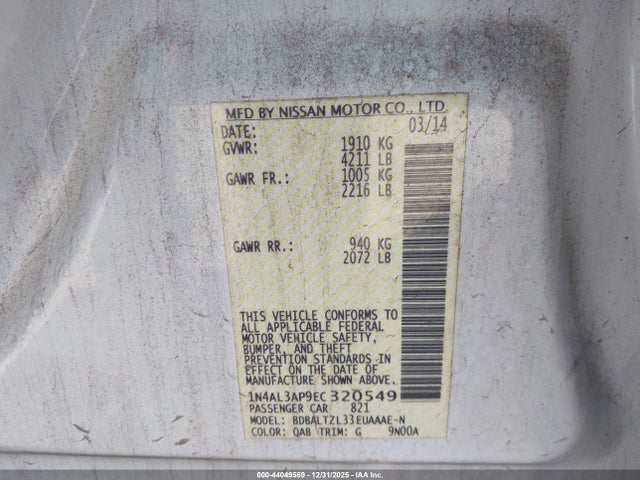 MFD BY NISSAN MOTOR CO., LTD.
DATE: 03/14
GVWR: 1910 KG
4211 LB
GAWR FR.: 1005 KG
2216 LB
GAWR RR.: 940 KG
2072 LB
THIS VEHICLE CONFORMS TO
ALL APPLICABLE FEDERAL
MOTOR VEHICLE SAFETY,
BUMPER, AND THEFT
PREVENTION STANDARDS IN
EFFECT ON THE DATE OF
MANUFACTURE SHOWN ABOVE.
1N4AL3AP9EC320549
PASSENGER CAR 821
MODEL: BDBALTZL33EUAAAE-N
COLOR: QAB TRIM: G 9N00A
000-44049569 - 12/31/2025 - IAA Inc.